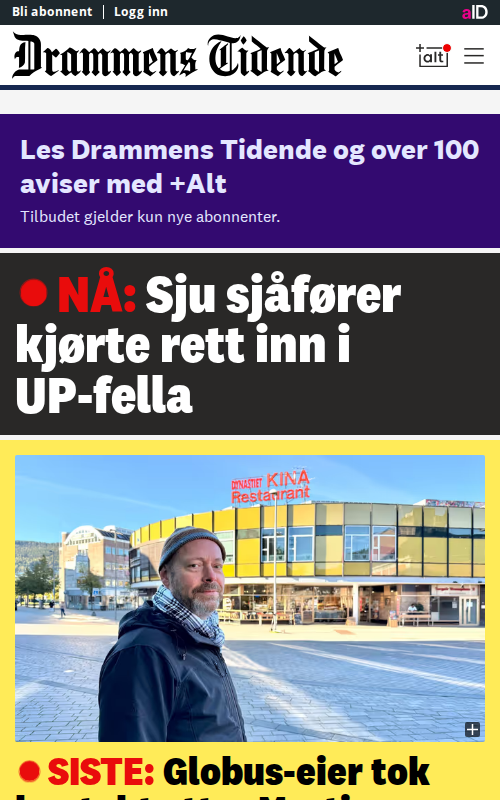 Bli abonnent | Logg inn
aID
Drammens Tidende
+alt
Les Drammens Tidende og over 100
aviser med +Alt
Tilbudet gjelder kun nye abonnenter.
NÅ: Sju sjåfører
kjørte rett inn i
UP-fella
DYNASTIET KINA
Restaurant
SISTE: Globus-eier tok